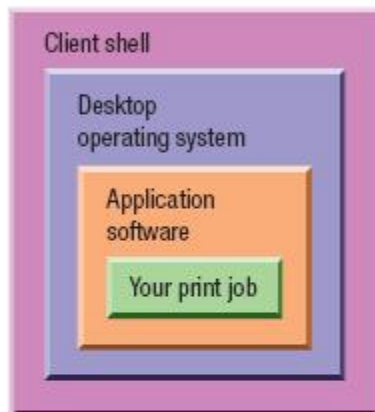 Client shell
Desktop
operating system
Application
software
Your print job